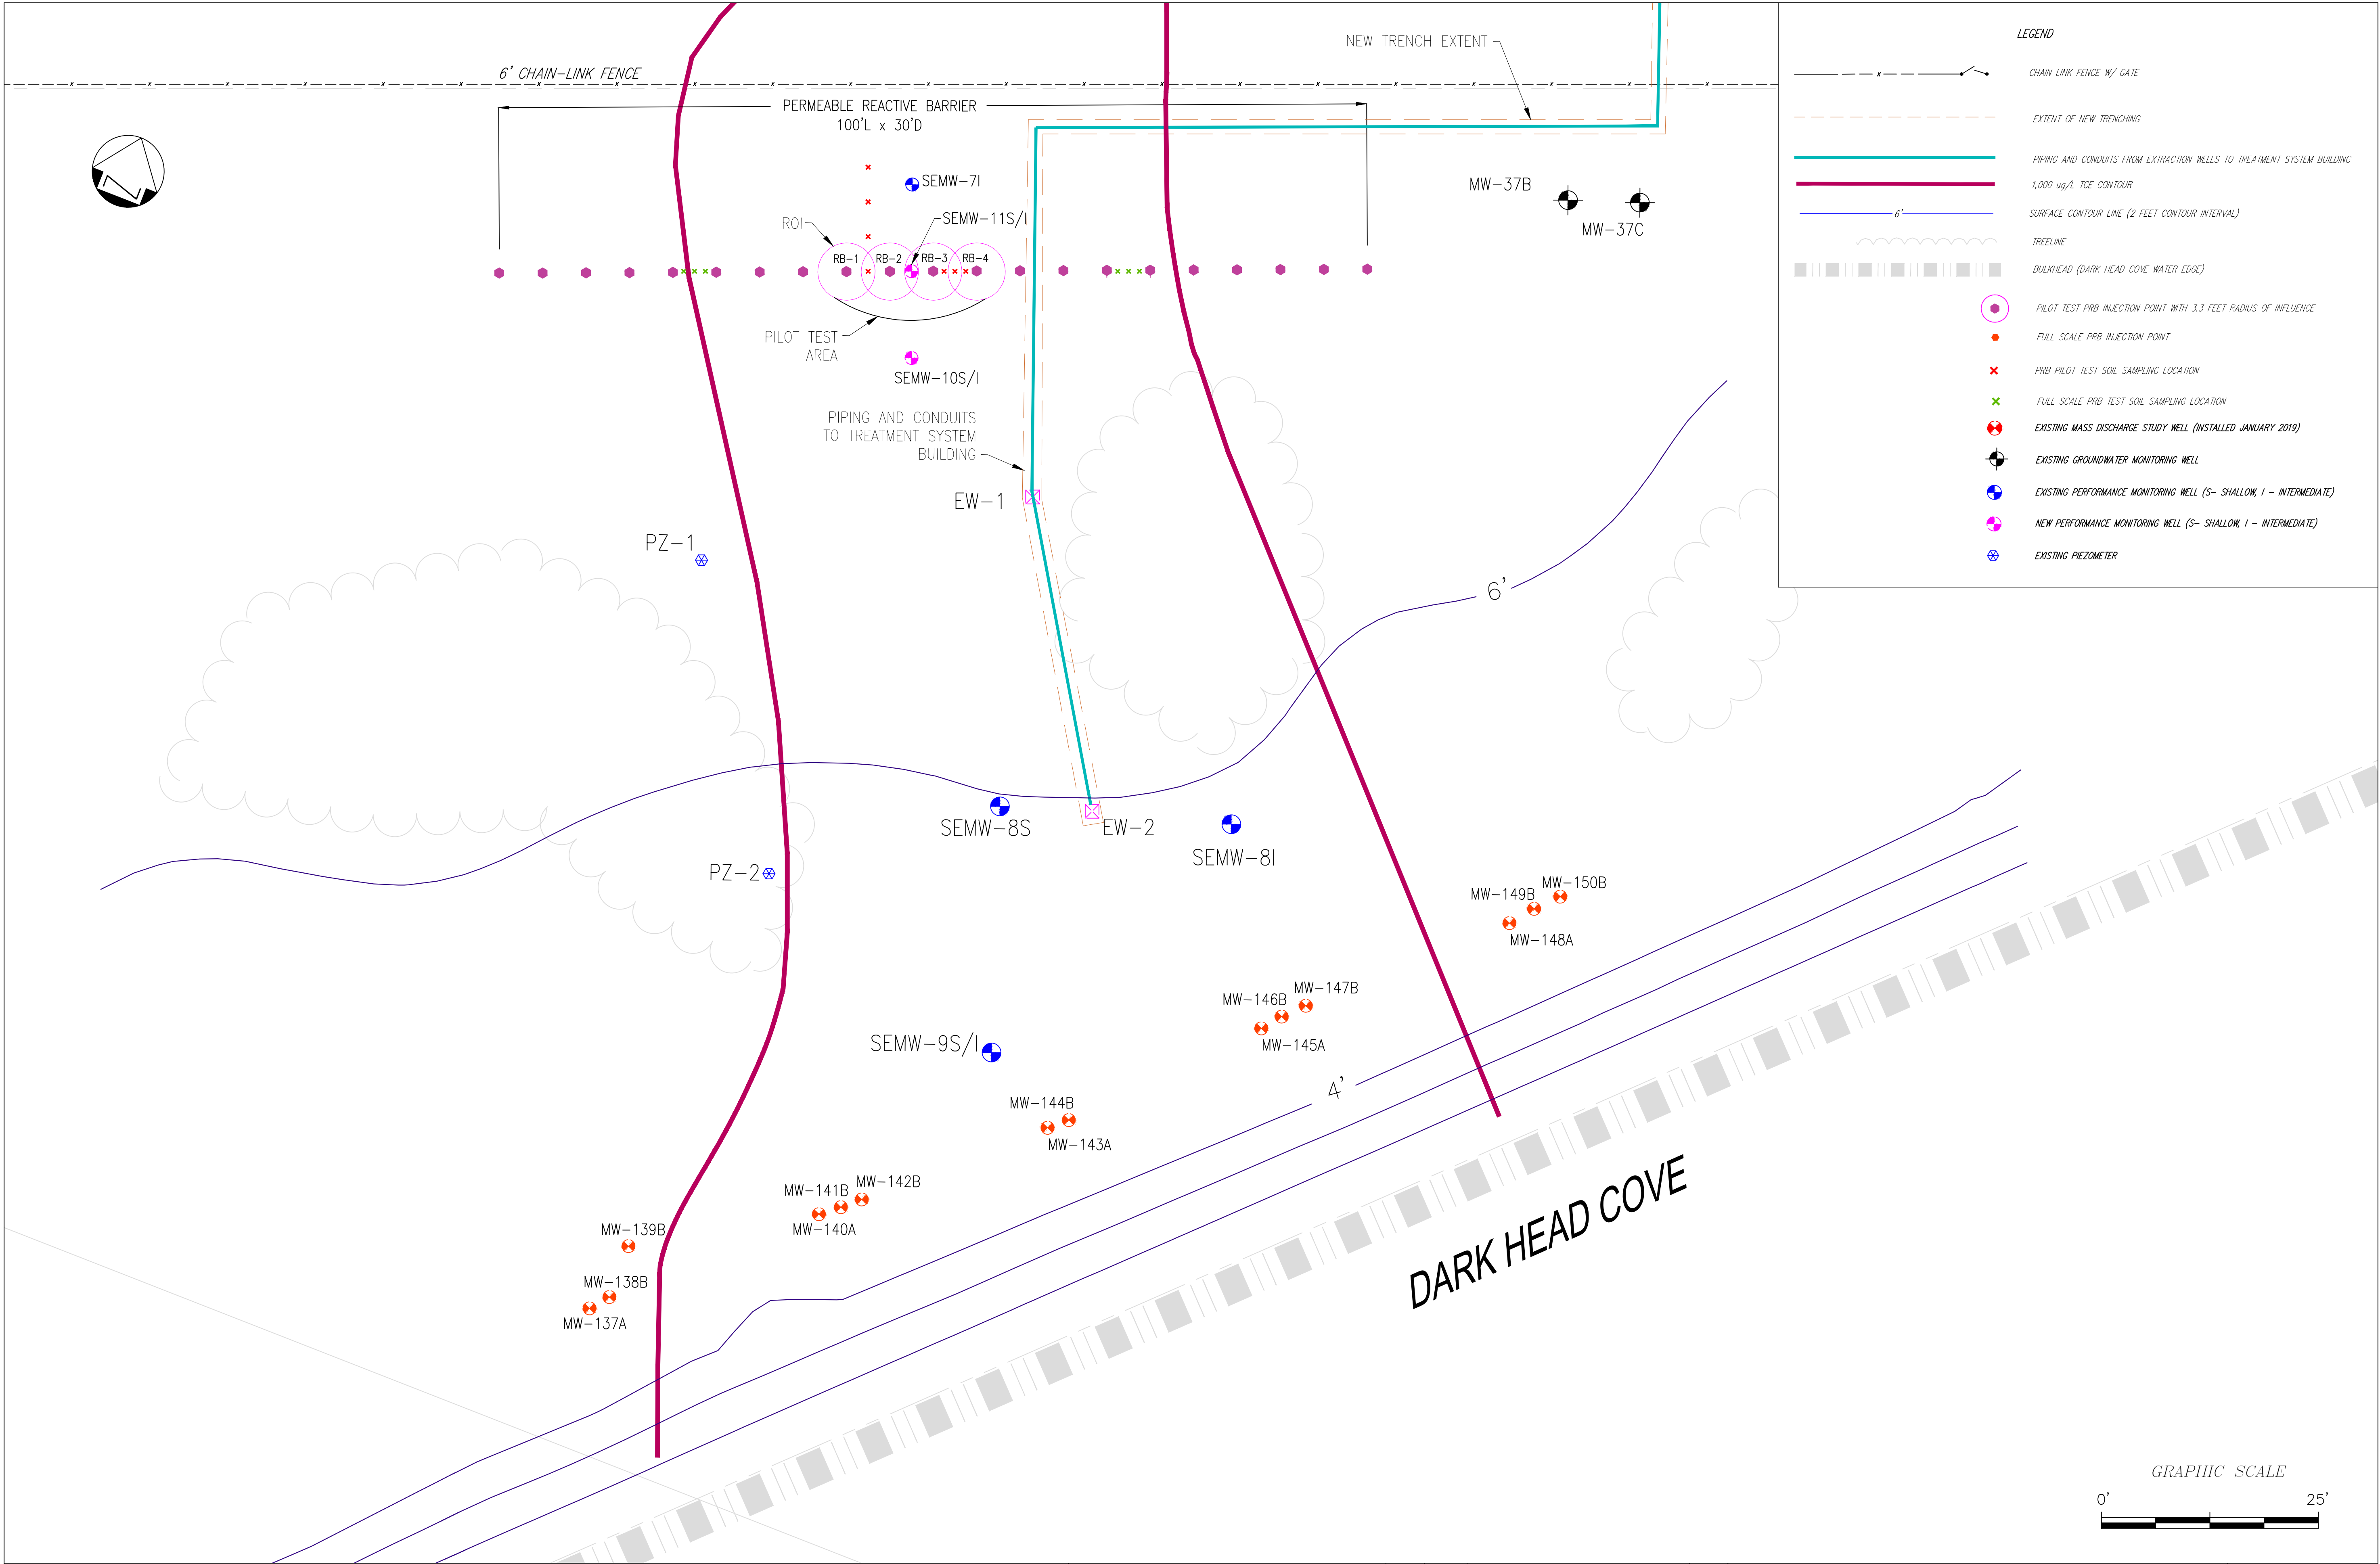 NEW TRENCH EXTENT
6' CHAIN-LINK FENCE
PERMEABLE REACTIVE BARRIER
100'L x 30'D
N
SEMW-7I
SEMW-11S/I
ROI
RB-1
RB-2
RB-3
RB-4
MW-37B
MW-37C
PILOT TEST
AREA
SEMW-10S/I
PIPING AND CONDUITS
TO TREATMENT SYSTEM
BUILDING
EW-1
PZ-1
6'
SEMW-8S
EW-2
SEMW-8I
PZ-2
MW-149B
MW-150B
MW-148A
MW-146B
MW-147B
MW-145A
SEMW-9S/I
4'
MW-144B
MW-143A
MW-141B
MW-142B
MW-140A
MW-139B
MW-138B
MW-137A
DARK HEAD COVE
LEGEND
x
CHAIN LINK FENCE W/ GATE
EXTENT OF NEW TRENCHING
PIPING AND CONDUITS FROM EXTRACTION WELLS TO TREATMENT SYSTEM BUILDING
1,000 ug/L TCE CONTOUR
6'
SURFACE CONTOUR LINE (2 FEET CONTOUR INTERVAL)
TREELINE
BULKHEAD (DARK HEAD COVE WATER EDGE)
PILOT TEST PRB INJECTION POINT WITH 3.3 FEET RADIUS OF INFLUENCE
FULL SCALE PRB INJECTION POINT
PRB PILOT TEST SOIL SAMPLING LOCATION
FULL SCALE PRB TEST SOIL SAMPLING LOCATION
EXISTING MASS DISCHARGE STUDY WELL (INSTALLED JANUARY 2019)
EXISTING GROUNDWATER MONITORING WELL
EXISTING PERFORMANCE MONITORING WELL (S- SHALLOW, I - INTERMEDIATE)
NEW PERFORMANCE MONITORING WELL (S- SHALLOW, I - INTERMEDIATE)
EXISTING PIEZOMETER
GRAPHIC SCALE
0'
25'